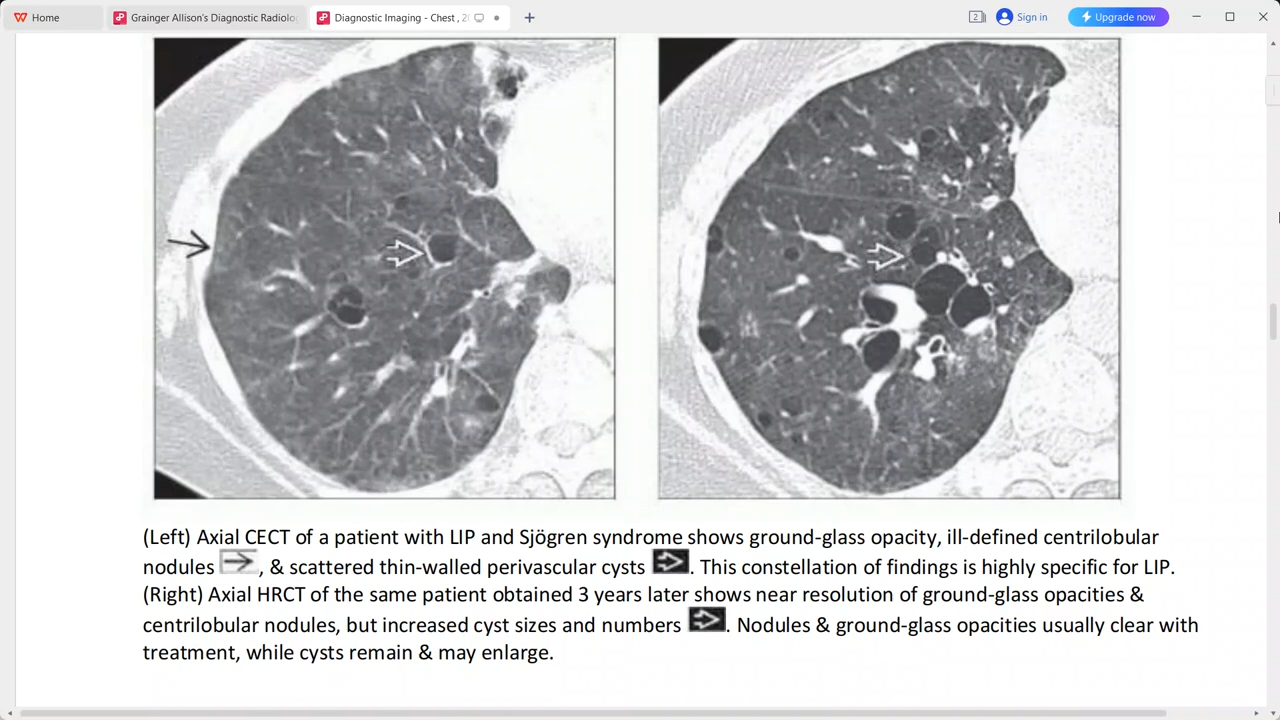 Home
Grainger Allison's Diagnostic Radiolo
Diagnostic Imaging - Chest , 2
2
Sign in
Upgrade now
(Left) Axial CECT of a patient with LIP and Sjögren syndrome shows ground-glass opacity, ill-defined centrilobular
nodules , & scattered thin-walled perivascular cysts . This constellation of findings is highly specific for LIP.
(Right) Axial HRCT of the same patient obtained 3 years later shows near resolution of ground-glass opacities &
centrilobular nodules, but increased cyst sizes and numbers . Nodules & ground-glass opacities usually clear with
treatment, while cysts remain & may enlarge.